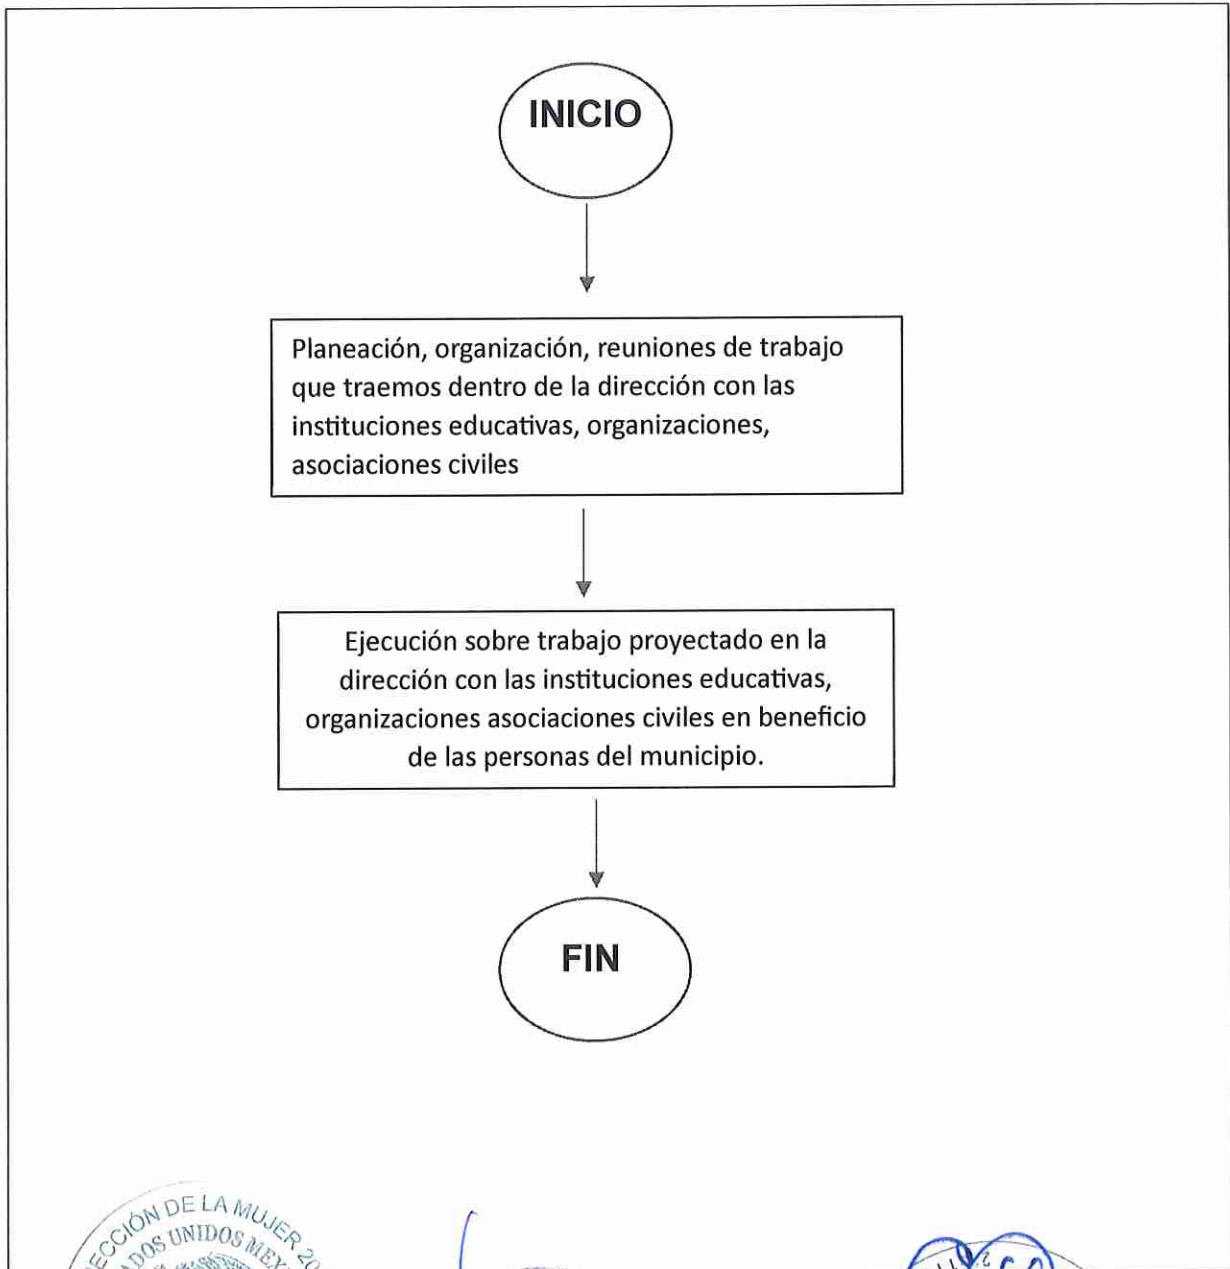 INICIO
Planeación, organización, reuniones de trabajo
que traemos dentro de la dirección con las
instituciones educativas, organizaciones,
asociaciones civiles
Ejecución sobre trabajo proyectado en la
dirección con las instituciones educativas,
organizaciones asociaciones civiles en beneficio
de las personas del municipio.
FIN
DE LA MUJER
UNIDOS